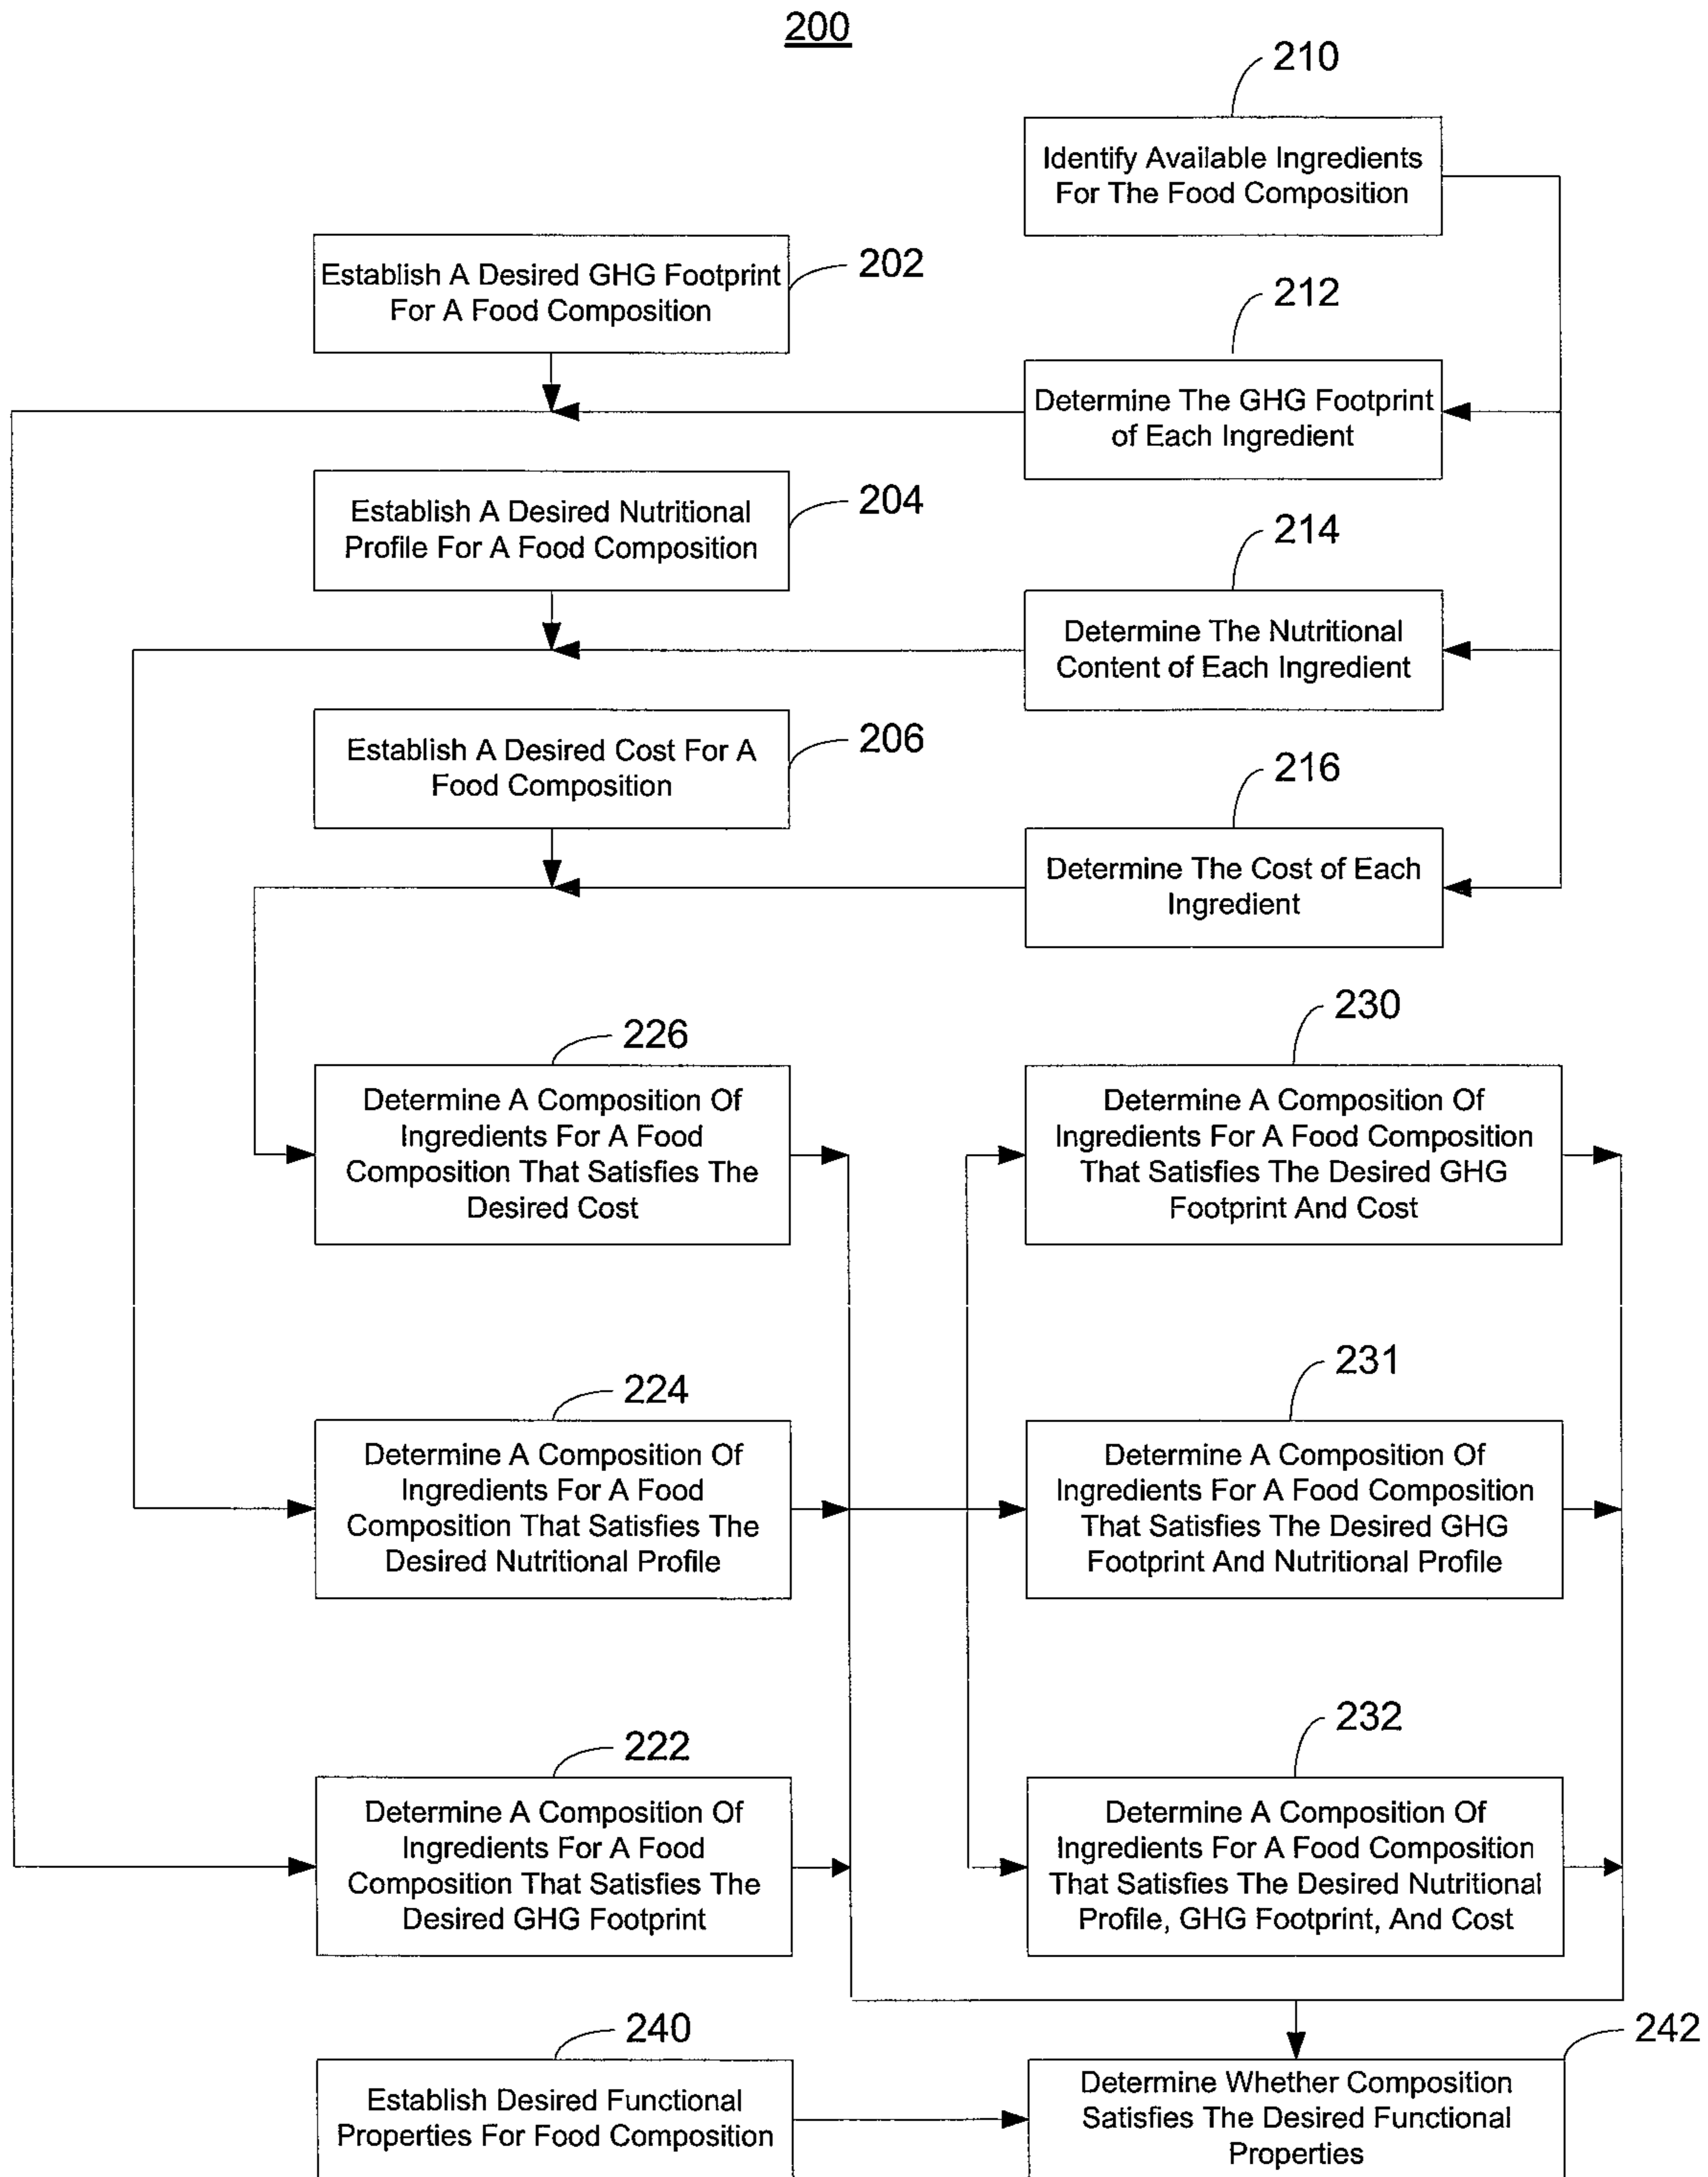 200
210
Identify Available Ingredients
For The Food Composition
202
Establish A Desired GHG Footprint
For A Food Composition
212
Determine The GHG Footprint
of Each Ingredient
204
Establish A Desired Nutritional
Profile For A Food Composition
214
Determine The Nutritional
Content of Each Ingredient
206
Establish A Desired Cost For A
Food Composition
216
Determine The Cost of Each
Ingredient
226
Determine A Composition Of
Ingredients For A Food
Composition That Satisfies The
Desired Cost
230
Determine A Composition Of
Ingredients For A Food Composition
That Satisfies The Desired GHG
Footprint And Cost
224
Determine A Composition Of
Ingredients For A Food
Composition That Satisfies The
Desired Nutritional Profile
231
Determine A Composition Of
Ingredients For A Food Composition
That Satisfies The Desired GHG
Footprint And Nutritional Profile
222
Determine A Composition Of
Ingredients For A Food
Composition That Satisfies The
Desired GHG Footprint
232
Determine A Composition Of
Ingredients For A Food Composition
That Satisfies The Desired Nutritional
Profile, GHG Footprint, And Cost
240
Establish Desired Functional
Properties For Food Composition
242
Determine Whether Composition
Satisfies The Desired Functional
Properties